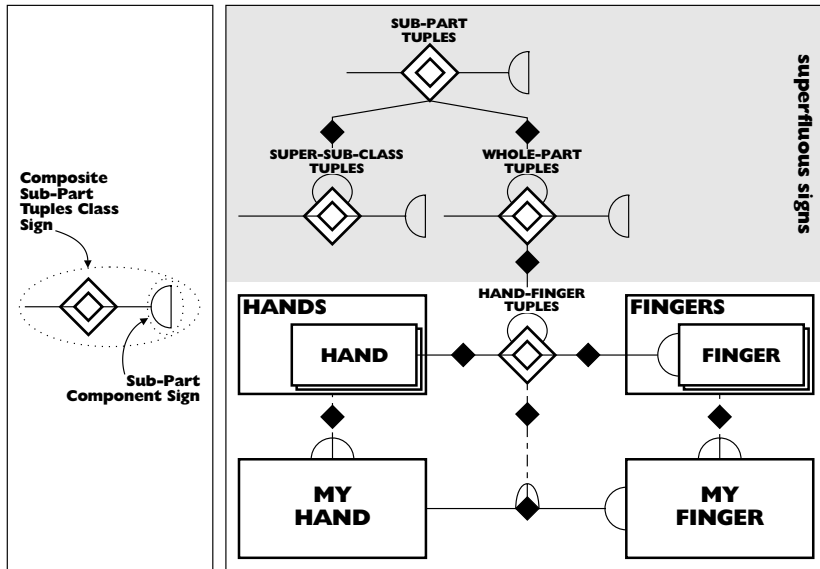 Composite
Sub-Part
Tuples Class
Sign
Sub-Part
Component Sign
SUB-PART
TUPLES
superfluous signs
SUPER-SUB-CLASS
TUPLES
WHOLE-PART
TUPLES
HAND-FINGER
TUPLES
HANDS
HAND
FINGERS
FINGER
MY
HAND
MY
FINGER